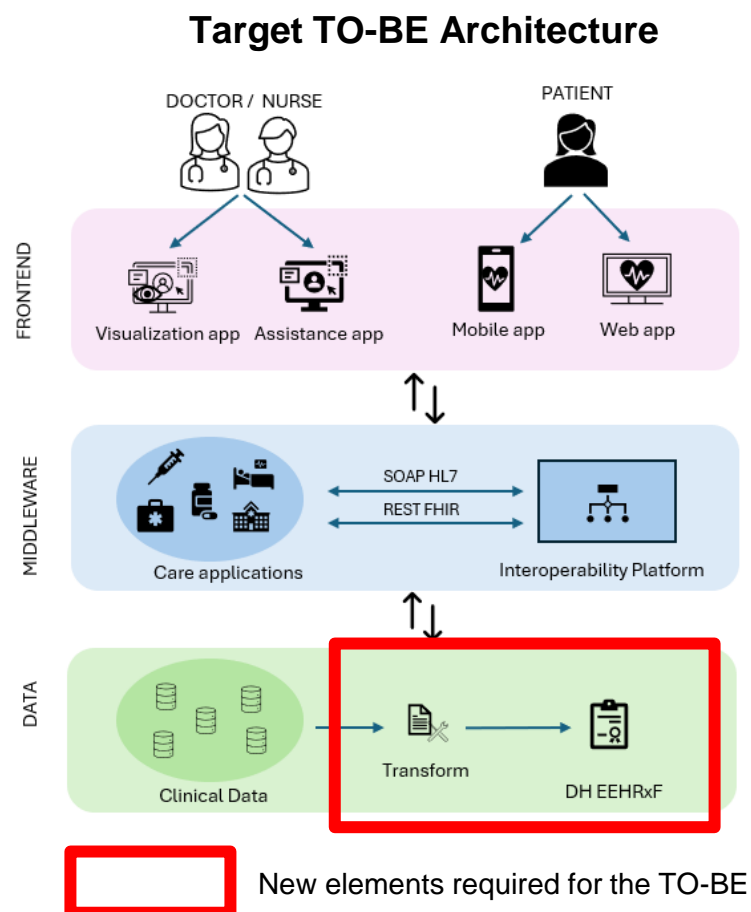 Target TO-BE Architecture
DOCTOR / NURSE
PATIENT
FRONTEND
Visualization app
Assistance app
Mobile app
Web app
MIDDLEWARE
SOAP HL7
REST FHIR
Care applications
Interoperability Platform
DATA
Transform
Clinical Data
DH EEHRxF
New elements required for the TO-BE